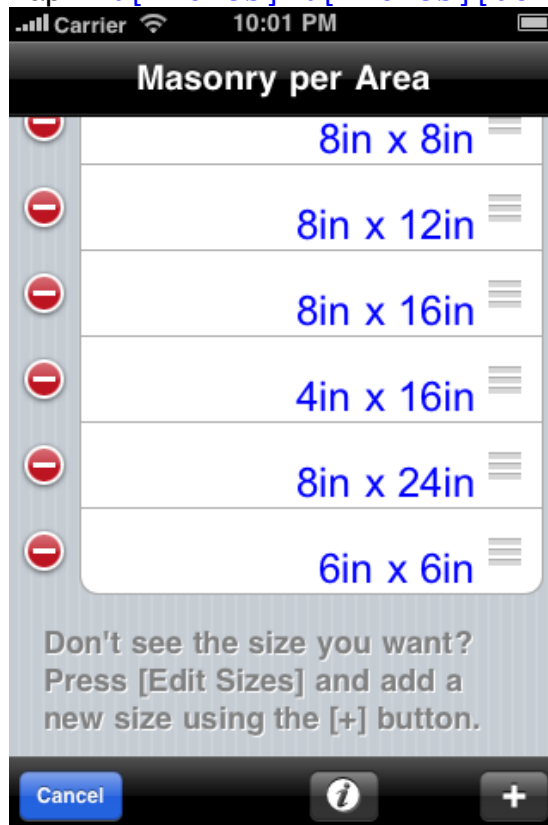 Carrier 10:01 PM
Masonry per Area
8in x 8in
8in x 12in
8in x 16in
4in x 16in
8in x 24in
6in x 6in
Don't see the size you want?
Press [Edit Sizes] and add a
new size using the [+] button.
Cancel i +